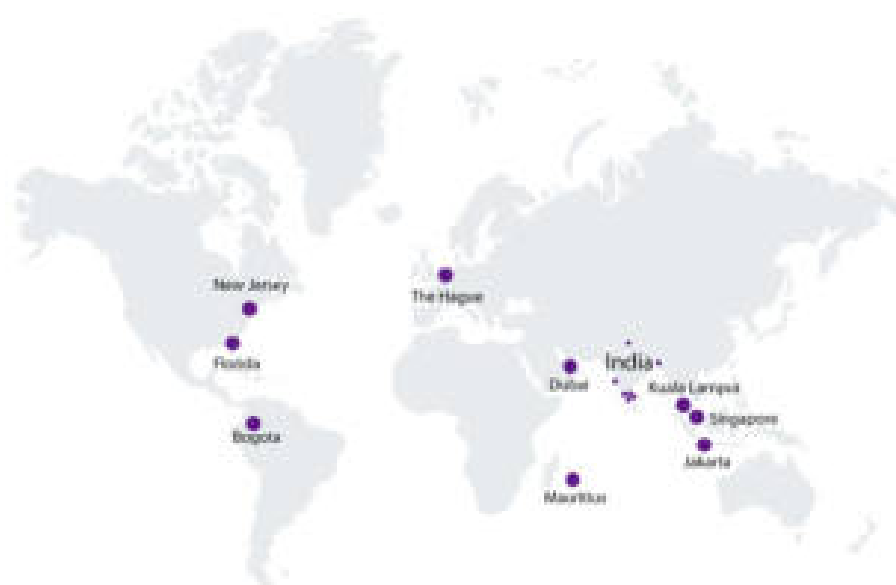 New Jersey
The Hague
Florida
India
Dubai
Kuala Lampur
Singapore
Bogota
Jakarta
Mauritius